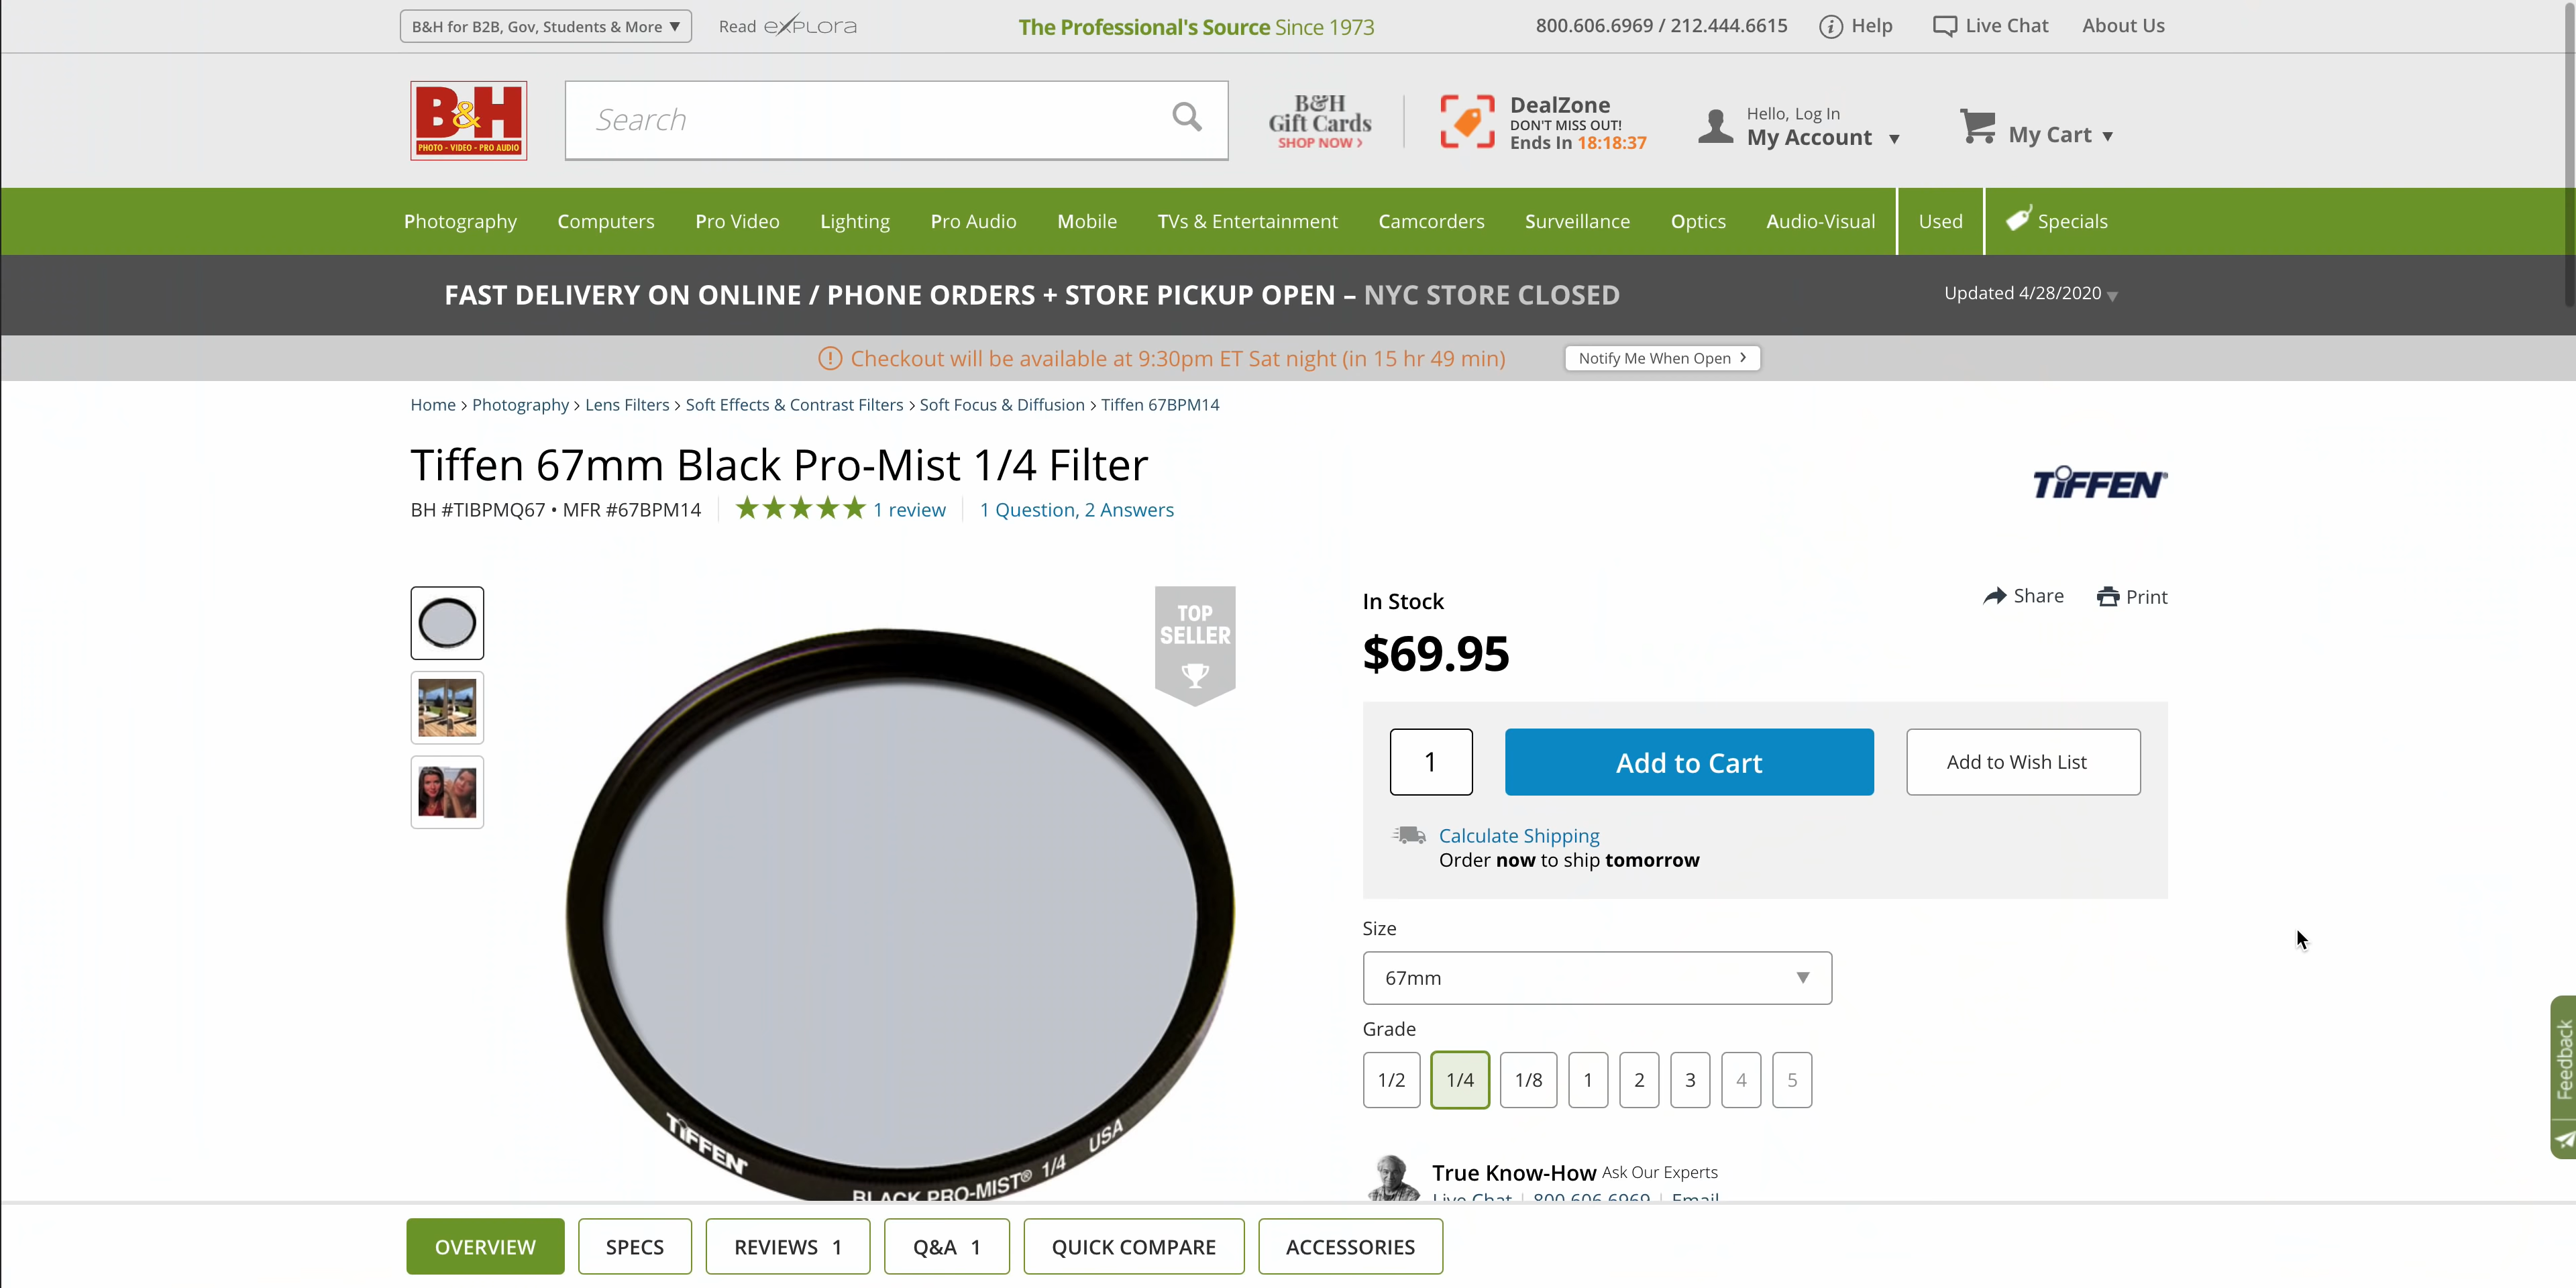 B&H for B2B, Gov, Students & More ▼
Read eXPLORA
The Professional's Source Since 1973
800.606.6969 / 212.444.6615
Help
Live Chat
About Us
B&H
PHOTO - VIDEO - PRO AUDIO
Search
B&H
Gift Cards
SHOP NOW >
DealZone
DON'T MISS OUT!
Ends In 18:18:37
Hello, Log In
My Account ▼
My Cart ▼
Photography Computers Pro Video Lighting Pro Audio Mobile TVs & Entertainment Camcorders Surveillance Optics Audio-Visual Used Specials
FAST DELIVERY ON ONLINE / PHONE ORDERS + STORE PICKUP OPEN – NYC STORE CLOSED
Updated 4/28/2020 ▼
Checkout will be available at 9:30pm ET Sat night (in 15 hr 49 min)
Notify Me When Open >
Home > Photography > Lens Filters > Soft Effects & Contrast Filters > Soft Focus & Diffusion > Tiffen 67BPM14
Tiffen 67mm Black Pro-Mist 1/4 Filter
TiFFEN®
BH #TIBPMQ67 • MFR #67BPM14
1 review
1 Question, 2 Answers
TOP
SELLER
TiFFEN® BLACK PRO-MIST® 1/4 USA
In Stock
Share
Print
$69.95
1
Add to Cart
Add to Wish List
Calculate Shipping
Order now to ship tomorrow
Size
67mm ▼
Grade
1/2 1/4 1/8 1 2 3 4 5
True Know-How Ask Our Experts
Live Chat | 800.606.6969 | Email
Feedback
OVERVIEW
SPECS
REVIEWS 1
Q&A 1
QUICK COMPARE
ACCESSORIES